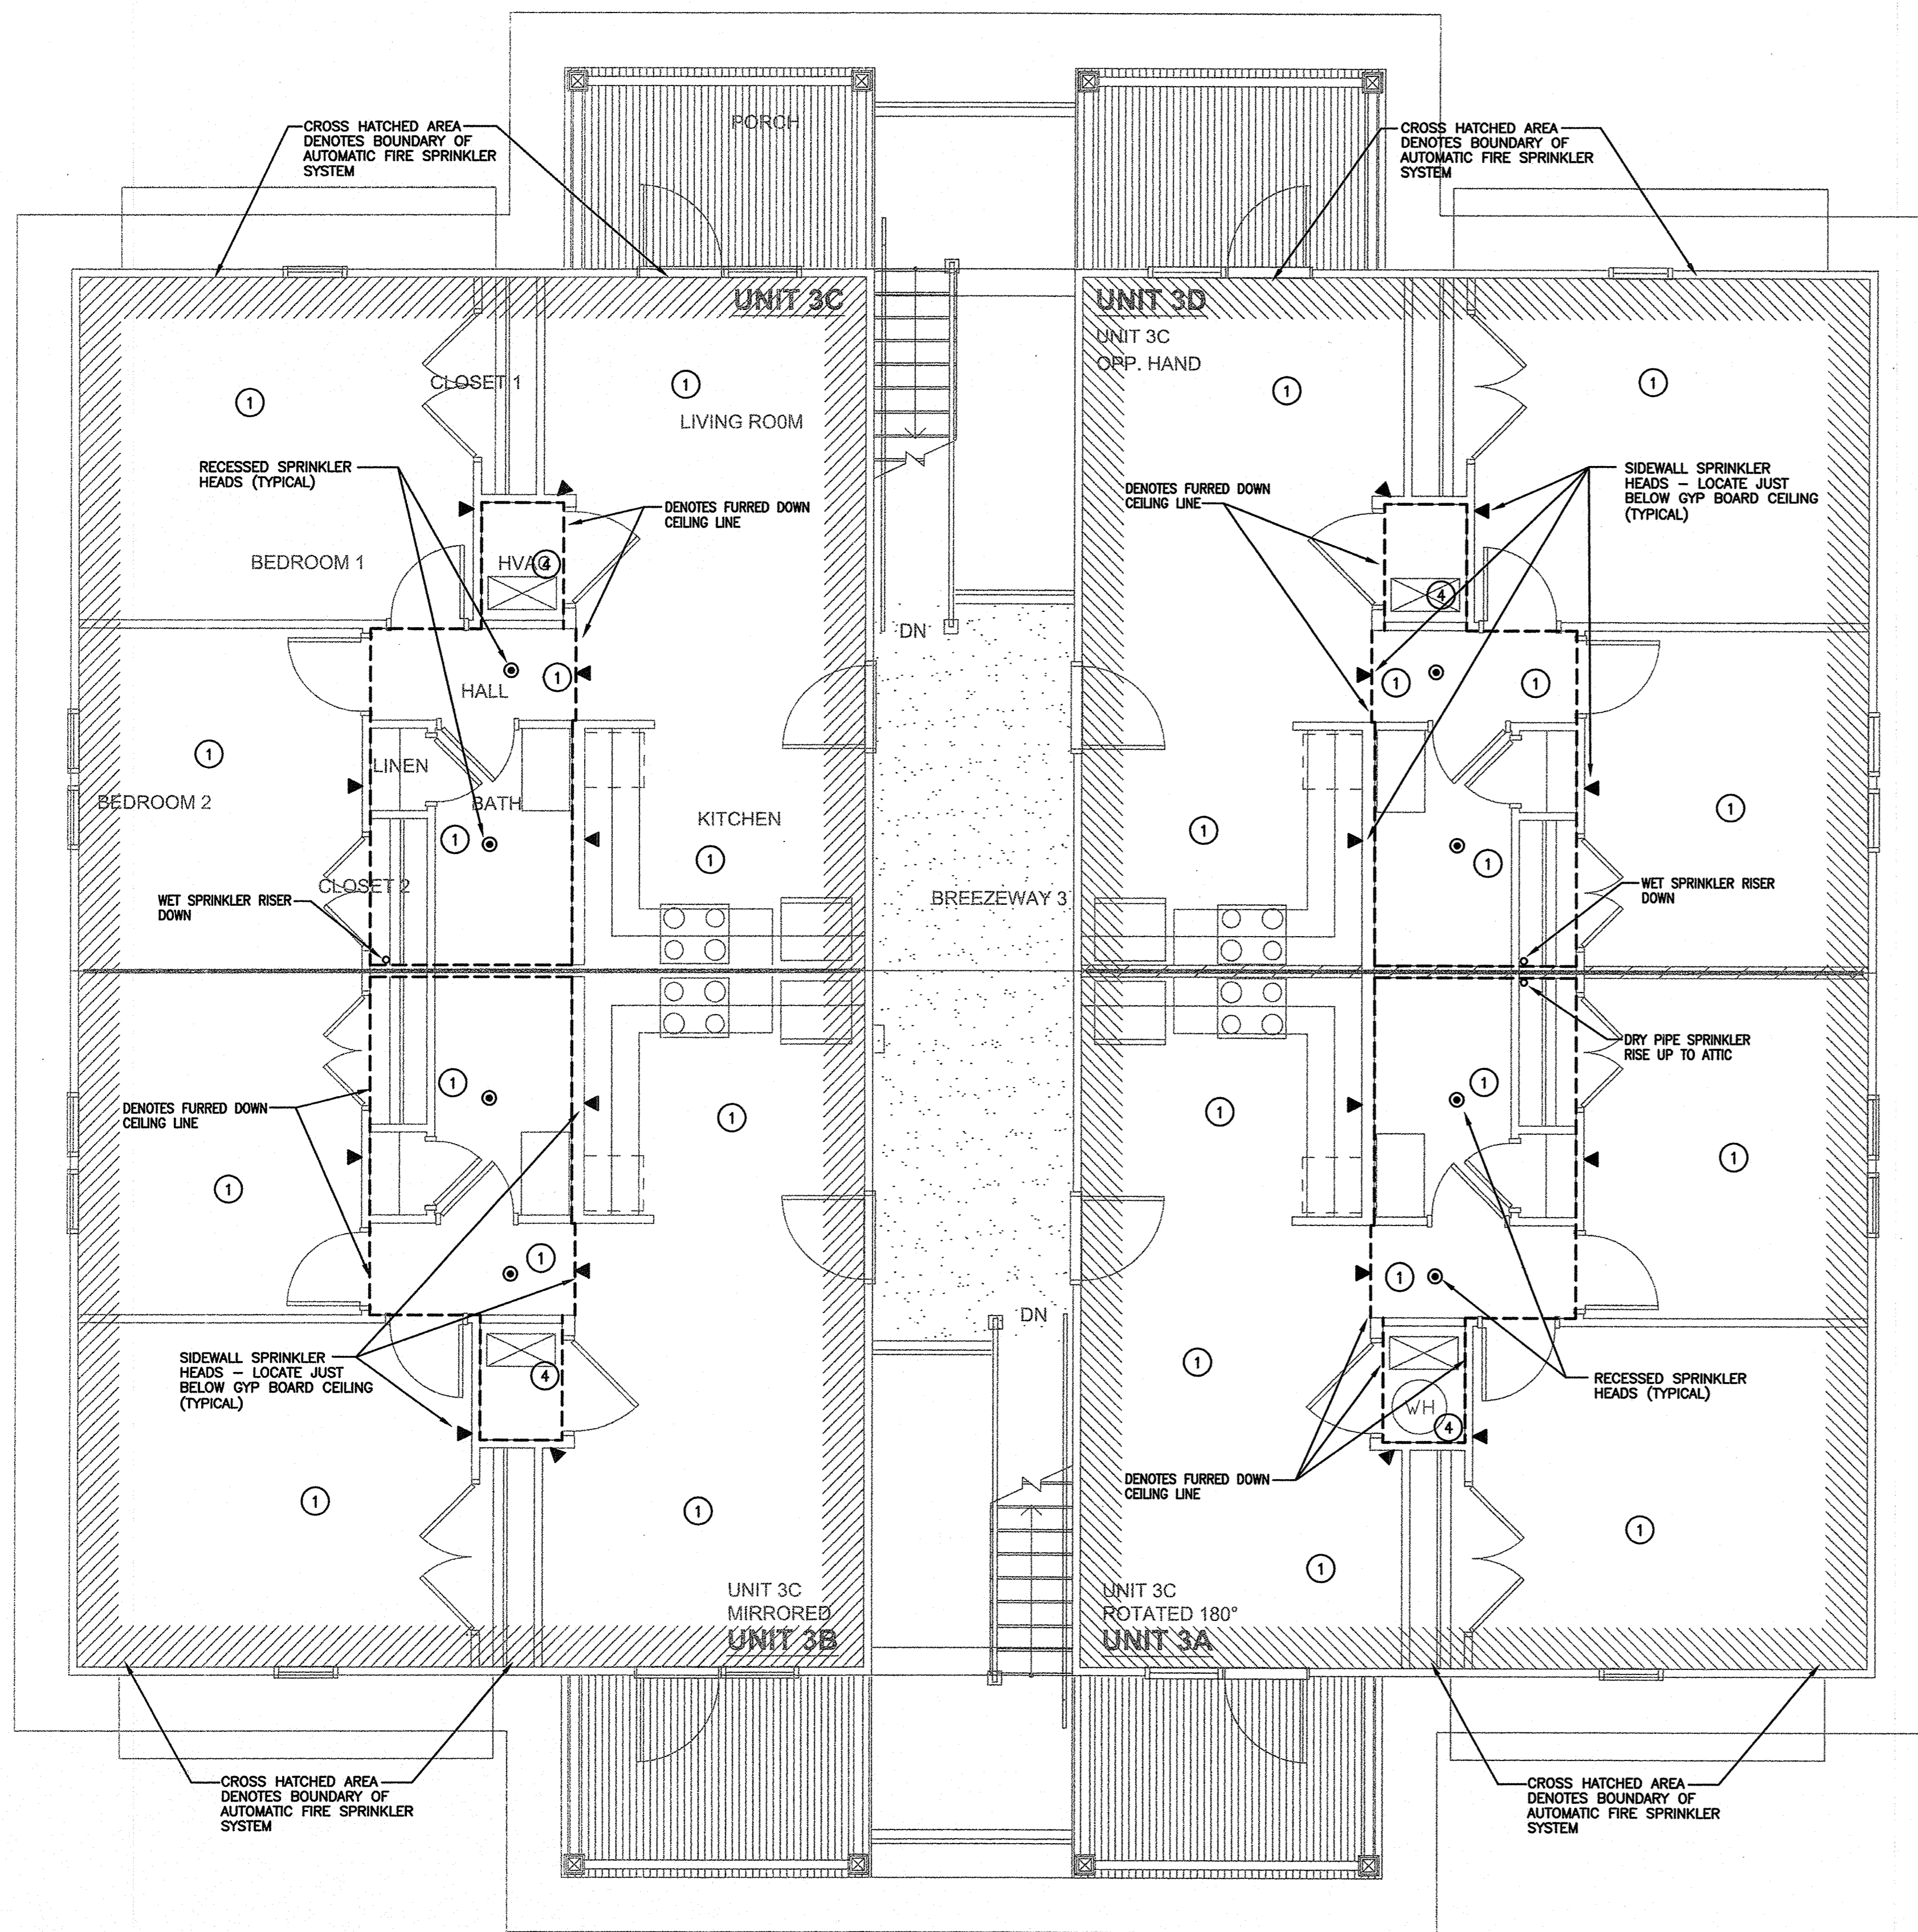 PORCH
CROSS HATCHED AREA
DENOTES BOUNDARY OF
AUTOMATIC FIRE SPRINKLER
SYSTEM
CROSS HATCHED AREA
DENOTES BOUNDARY OF
AUTOMATIC FIRE SPRINKLER
SYSTEM
UNIT 3C
UNIT 3D
UNIT 3C
OPP. HAND
CLOSET 1
1
1
1
1
LIVING RO0M
RECESSED SPRINKLER
HEADS (TYPICAL)
DENOTES FURRED DOWN
CEILING LINE
DENOTES FURRED DOWN
CEILING LINE
SIDEWALL SPRINKLER
HEADS – LOCATE JUST
BELOW GYP BOARD CEILING
(TYPICAL)
BEDROOM 1
HVAC
4
4
DN
HALL
1
1
1
1
LINEN
BATH
BEDROOM 2
KITCHEN
1
1
1
1
1
CLOSET 2
WET SPRINKLER RISER
DOWN
BREEZEWAY 3
WET SPRINKLER RISER
DOWN
DRY PIPE SPRINKLER
RISE UP TO ATTIC
1
1
1
1
DENOTES FURRED DOWN
CEILING LINE
1
1
1
1
DN
SIDEWALL SPRINKLER
HEADS – LOCATE JUST
BELOW GYP BOARD CEILING
(TYPICAL)
4
1
RECESSED SPRINKLER
HEADS (TYPICAL)
WH
4
DENOTES FURRED DOWN
CEILING LINE
1
1
1
1
UNIT 3C
MIRRORED
UNIT 3B
UNIT 3C
ROTATED 180°
UNIT 3A
CROSS HATCHED AREA
DENOTES BOUNDARY OF
AUTOMATIC FIRE SPRINKLER
SYSTEM
CROSS HATCHED AREA
DENOTES BOUNDARY OF
AUTOMATIC FIRE SPRINKLER
SYSTEM